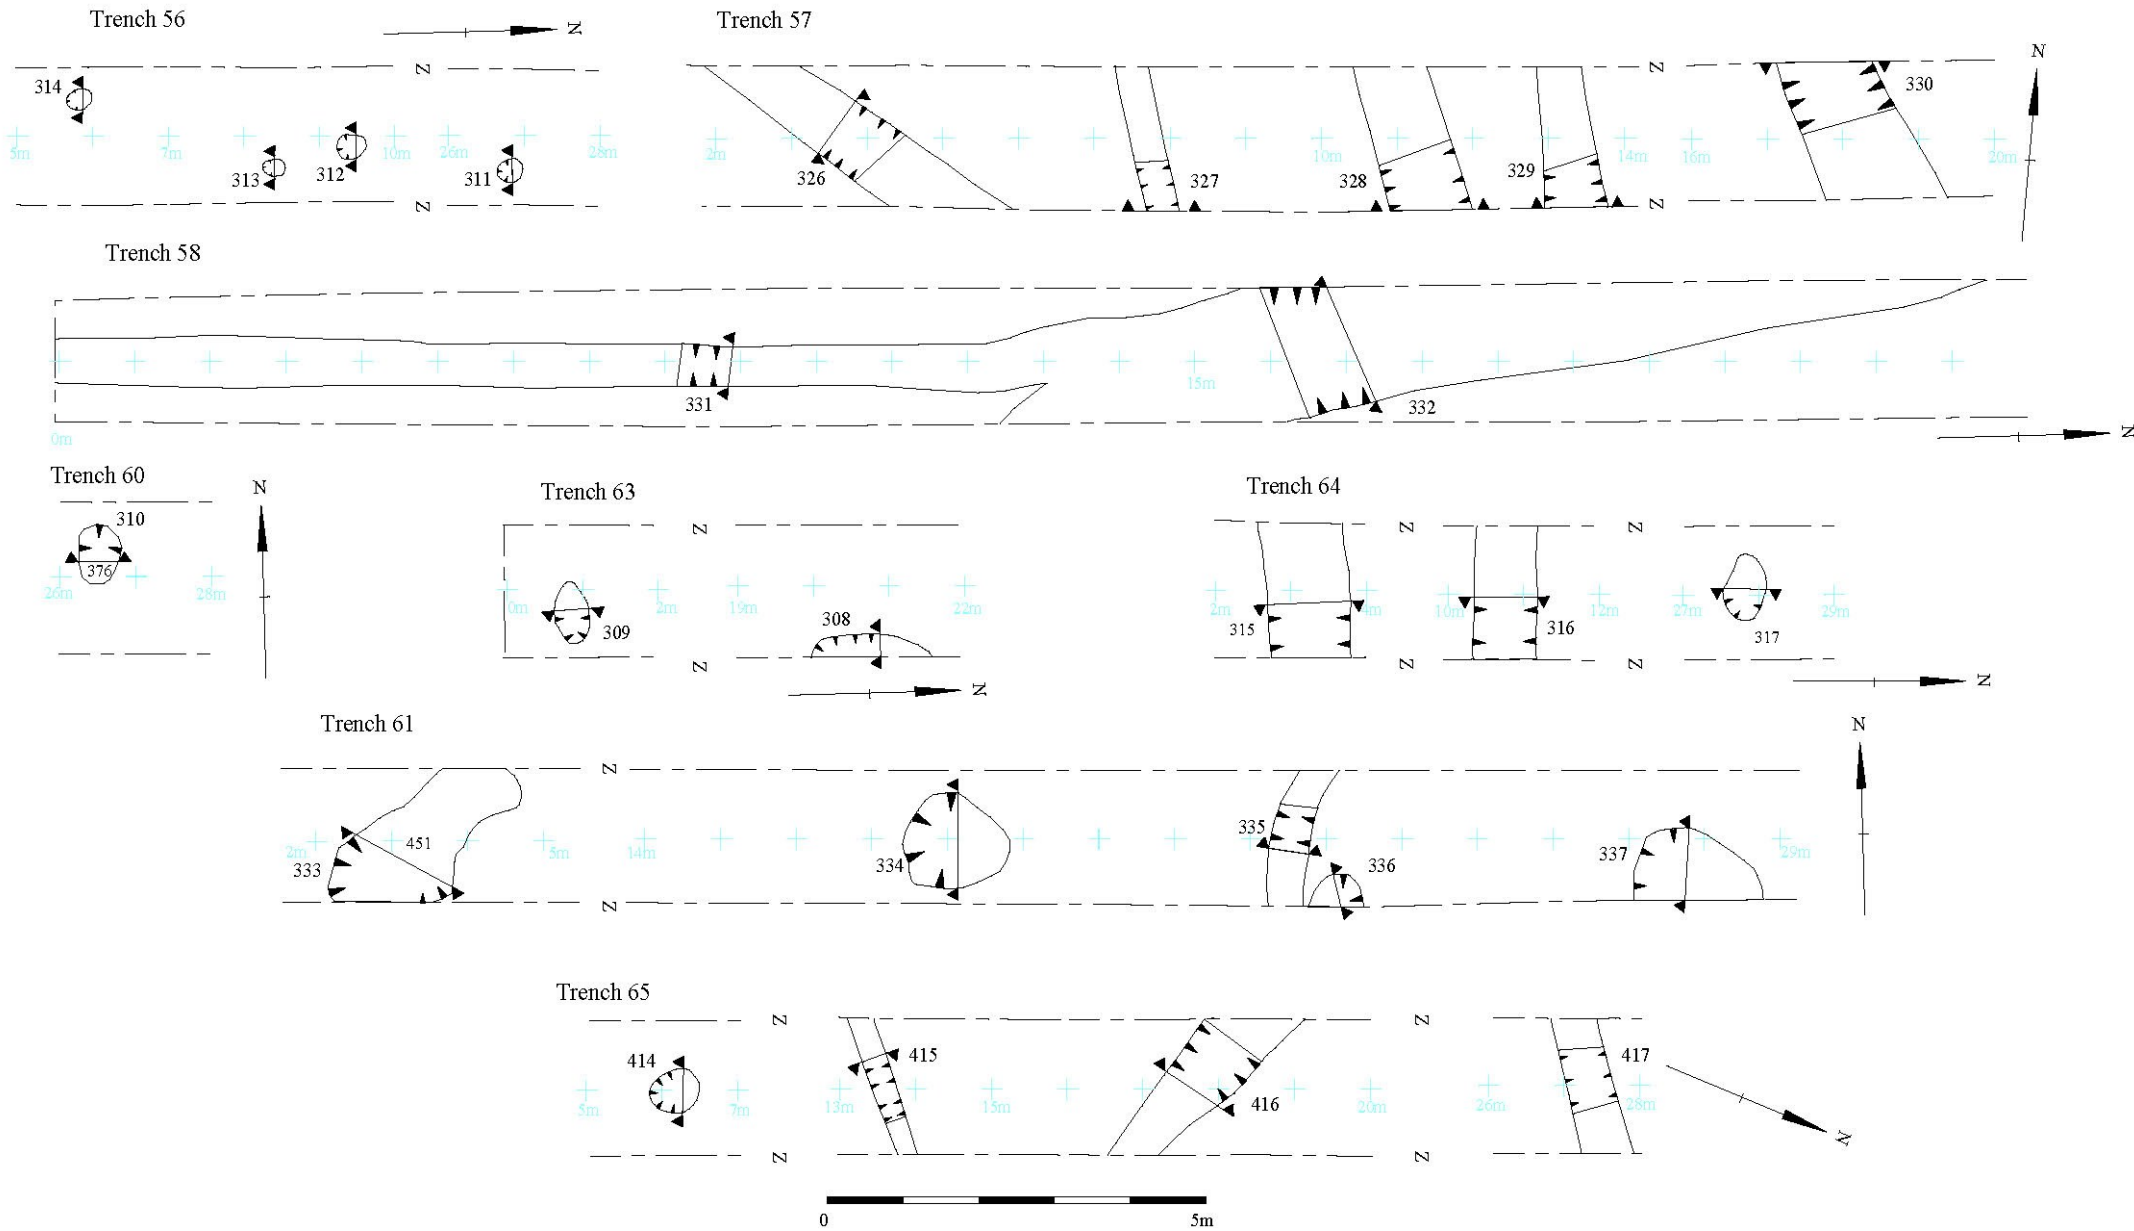 Trench 56
N
Trench 57
N
314
Z
Z
330
5m
7m
10m
26m
28m
2m
10m
14m
16m
20m
313
312
311
326
327
328
329
Z
Z
Trench 58
331
15m
332
0m
N
Trench 60
N
310
376
26m
28m
Trench 63
Z
0m
2m
19m
22m
309
308
Z
N
Trench 64
Z
Z
2m
4m
10m
12m
27m
29m
315
316
317
Z
Z
N
Trench 61
N
Z
2m
451
5m
14m
333
334
335
336
337
29m
Z
Trench 65
Z
Z
414
415
416
417
5m
7m
13m
15m
20m
26m
28m
Z
Z
N
0
5m